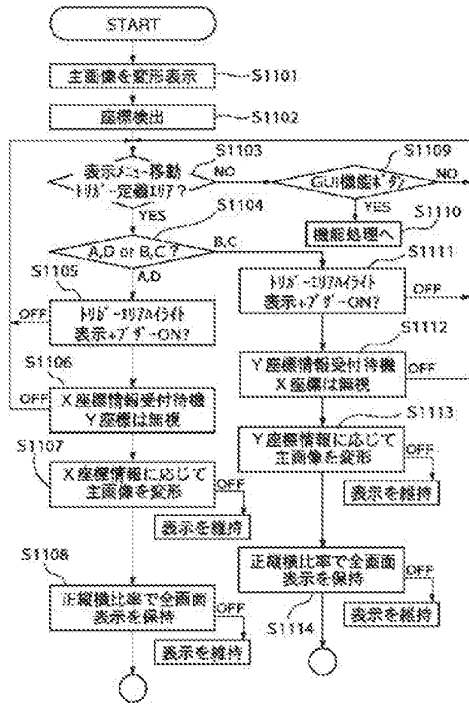 START
主画像を変形表示
S1101
座標検出
S1102
表示メニュー移動
トリガー定義エリア?
S1103
NO
YES
GUI機能ボタン
S1109
NO
YES
S1110
機能処理へ
A,D or B,C?
S1104
B,C
A,D
S1105
トリガーエリアハイライト
表示+ブザーON?
OFF
S1111
トリガーエリアハイライト
表示+ブザーON?
OFF
S1106
X座標情報受付待機
Y座標は無視
OFF
S1112
Y座標情報受付待機
X座標は無視
OFF
S1107
X座標情報に応じて
主画像を変形
OFF
表示を維持
S1113
Y座標情報に応じて
主画像を変形
OFF
表示を維持
S1108
正縦横比率で全画面
表示を保持
OFF
表示を維持
正縦横比率で全画面
表示を保持
S1114
OFF
表示を維持